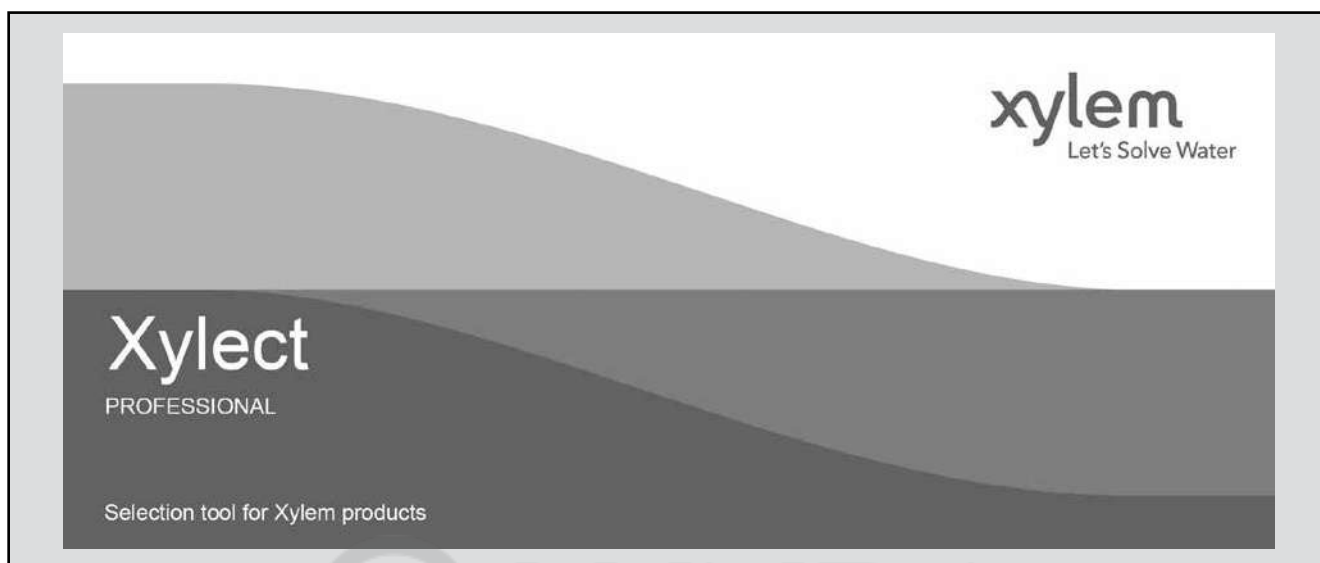 xylem
Let's Solve Water
Xylect
PROFESSIONAL
Selection tool for Xylem products